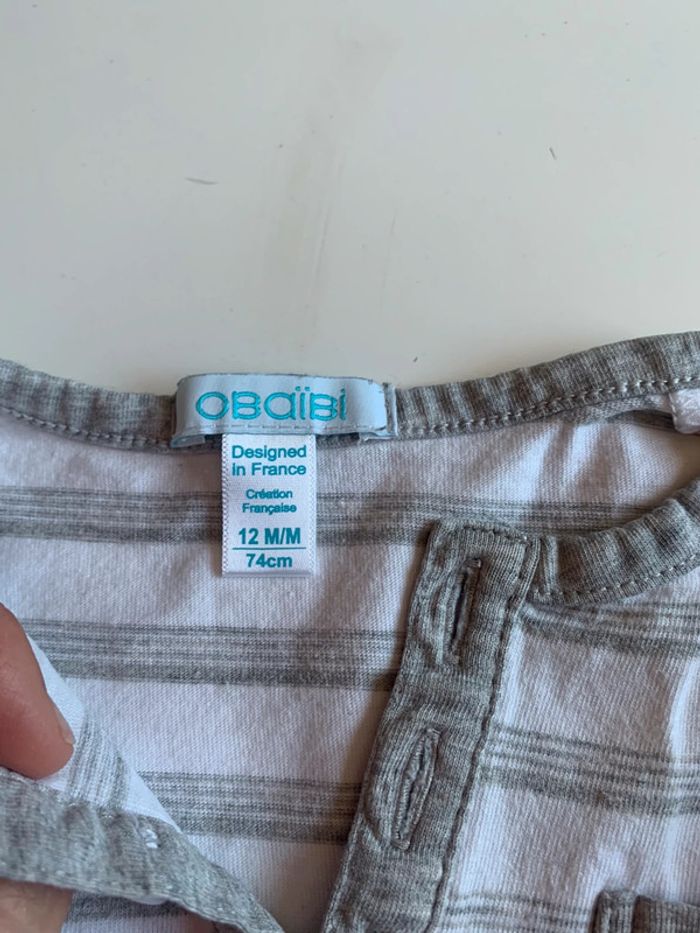 OBaïBi
Designed
in France
Création
Française
12 M/M
74cm